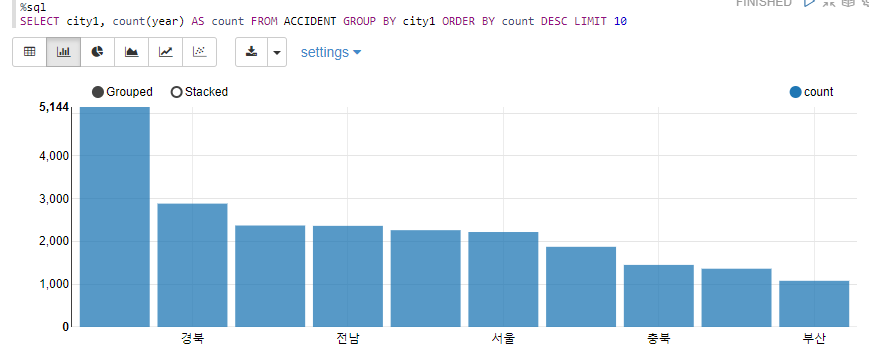 FINISHED
%sql
SELECT city1, count(year) AS count FROM ACCIDENT GROUP BY city1 ORDER BY count DESC LIMIT 10
settings
Grouped Stacked count
5,144
4,000
3,000
2,000
1,000
0
경북 전남 서울 충북 부산